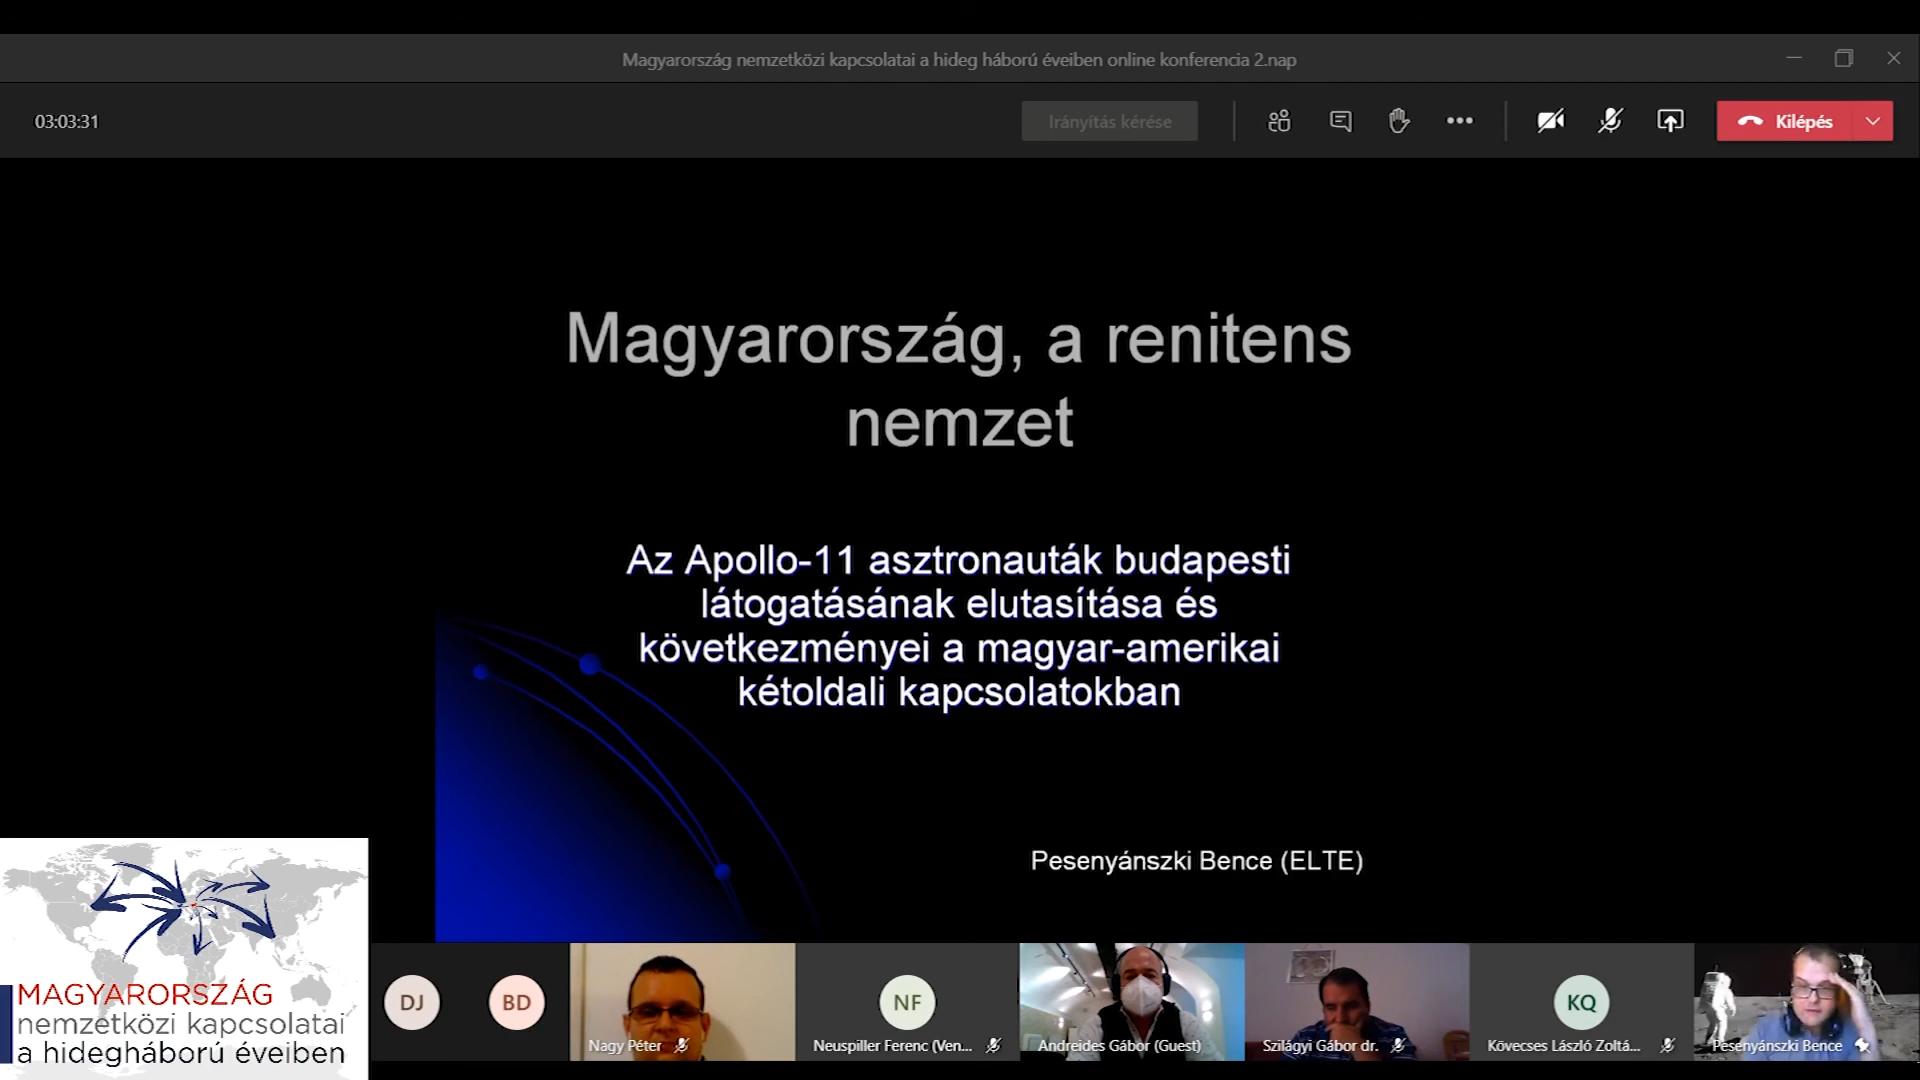 Magyarország nemzetközi kapcsolatai a hideg háború éveiben online konferencia 2.nap
03:03:31
Irányítás kérése
Kilépés
Magyarország, a renitens
nemzet
Az Apollo-11 asztronauták budapesti
látogatásának elutasítása és
következményei a magyar-amerikai
kétoldali kapcsolatokban
Pesenyánszki Bence (ELTE)
MAGYARORSZÁG
nemzetközi kapcsolatai
a hidegháború éveiben
DJ
BD
Nagy Péter
NF
Neuspiller Ferenc (Ven...
Andreides Gábor (Guest)
Szilágyi Gábor dr.
KQ
Kövecses László Zoltá...
Pesenyánszki Bence